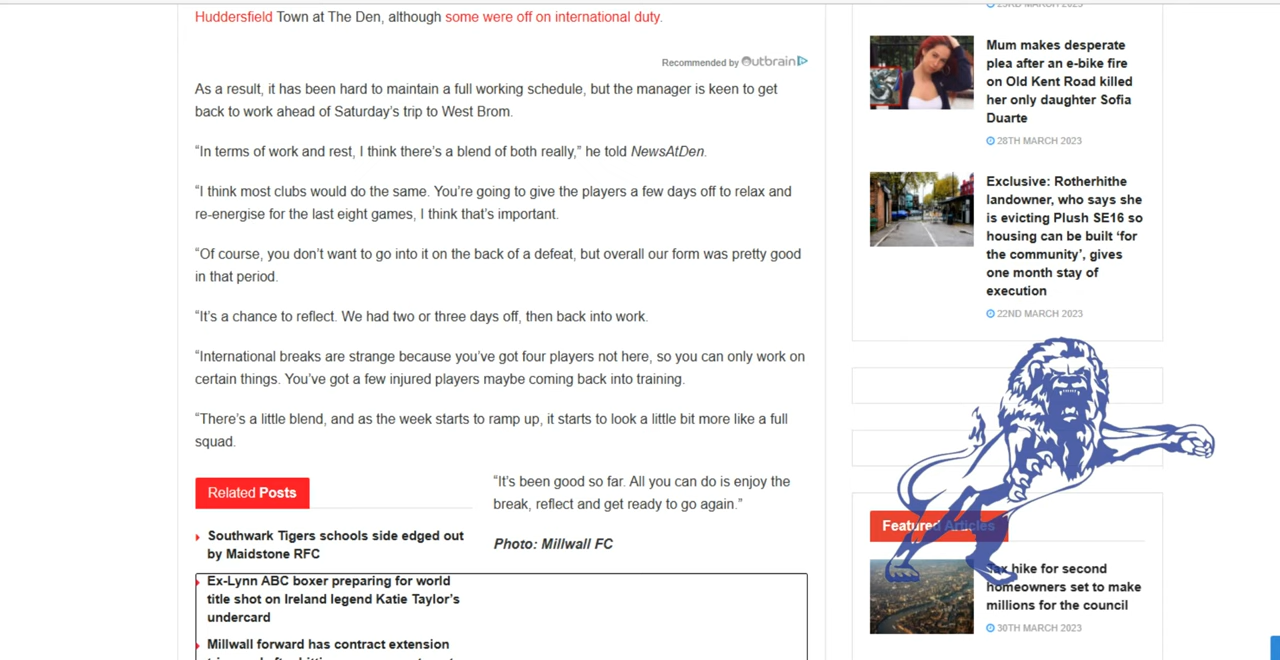 Huddersfield Town at The Den, although some were off on international duty.
Recommended by Outbrain
As a result, it has been hard to maintain a full working schedule, but the manager is keen to get
back to work ahead of Saturday’s trip to West Brom.
“In terms of work and rest, I think there’s a blend of both really,” he told NewsAtDen.
“I think most clubs would do the same. You’re going to give the players a few days off to relax and
re-energise for the last eight games, I think that’s important.
“Of course, you don’t want to go into it on the back of a defeat, but overall our form was pretty good
in that period.
“It’s a chance to reflect. We had two or three days off, then back into work.
“International breaks are strange because you’ve got four players not here, so you can only work on
certain things. You’ve got a few injured players maybe coming back into training.
“There’s a little blend, and as the week starts to ramp up, it starts to look a little bit more like a full
squad.
Related Posts
Southwark Tigers schools side edged out
by Maidstone RFC
Ex-Lynn ABC boxer preparing for world
title shot on Ireland legend Katie Taylor’s
undercard
Millwall forward has contract extension
“It’s been good so far. All you can do is enjoy the
break, reflect and get ready to go again.”
Photo: Millwall FC
23RD MARCH 2023
Mum makes desperate
plea after an e-bike fire
on Old Kent Road killed
her only daughter Sofia
Duarte
28TH MARCH 2023
Exclusive: Rotherhithe
landowner, who says she
is evicting Plush SE16 so
housing can be built ‘for
the community’, gives
one month stay of
execution
22ND MARCH 2023
Featured Articles
Tax hike for second
homeowners set to make
millions for the council
30TH MARCH 2023